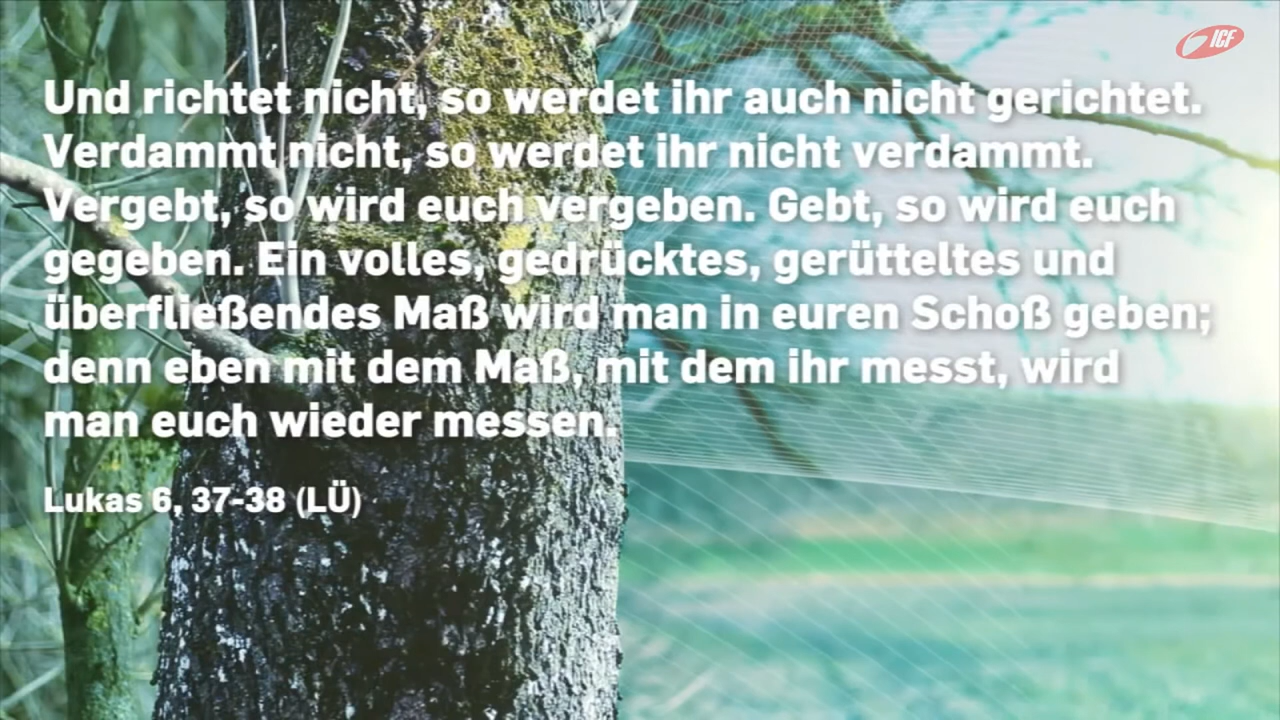 ICF
Und richtet nicht, so werdet ihr auch nicht gerichtet.
Verdammt nicht, so werdet ihr nicht verdammt.
Vergebt, so wird euch vergeben. Gebt, so wird euch
gegeben. Ein volles, gedrücktes, gerütteltes und
überfließendes Maß wird man in euren Schoß geben;
denn eben mit dem Maß, mit dem ihr messt, wird
man euch wieder messen.
Lukas 6, 37-38 (LÜ)